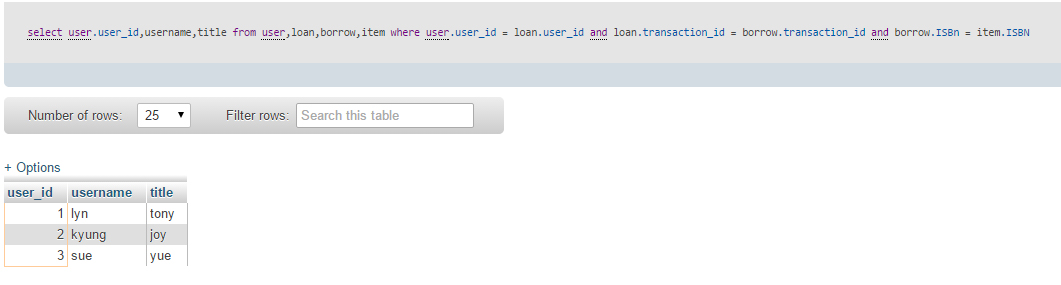 select user.user_id,username,title from user,loan,borrow,item where user.user_id = loan.user_id and loan.transaction_id = borrow.transaction_id and borrow.ISBn = item.ISBN
Number of rows: 25 ▼ Filter rows: Search this table
+ Options
user_id username title
1 lyn tony
2 kyung joy
3 sue yue